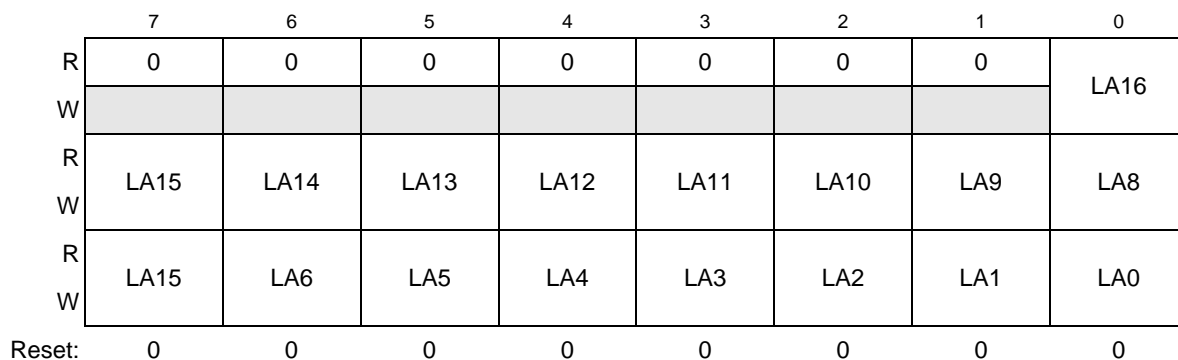 7 6 5 4 3 2 1 0
R 0 0 0 0 0 0 0 LA16
W
R LA15 LA14 LA13 LA12 LA11 LA10 LA9 LA8
W
R LA15 LA6 LA5 LA4 LA3 LA2 LA1 LA0
W
Reset: 0 0 0 0 0 0 0 0